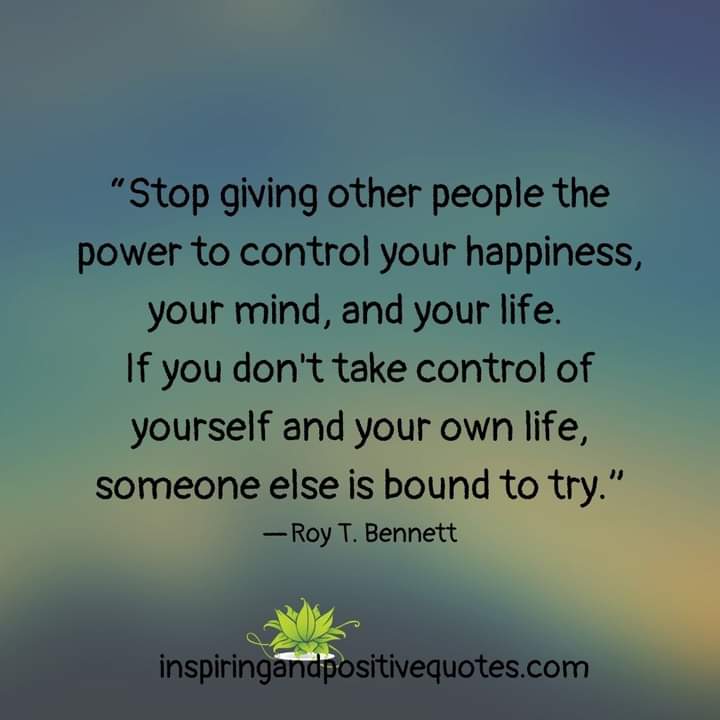 “Stop giving other people the
power to control your happiness,
your mind, and your life.
If you don't take control of
yourself and your own life,
someone else is bound to try.”
—Roy T. Bennett
inspiringandpositivequotes.com